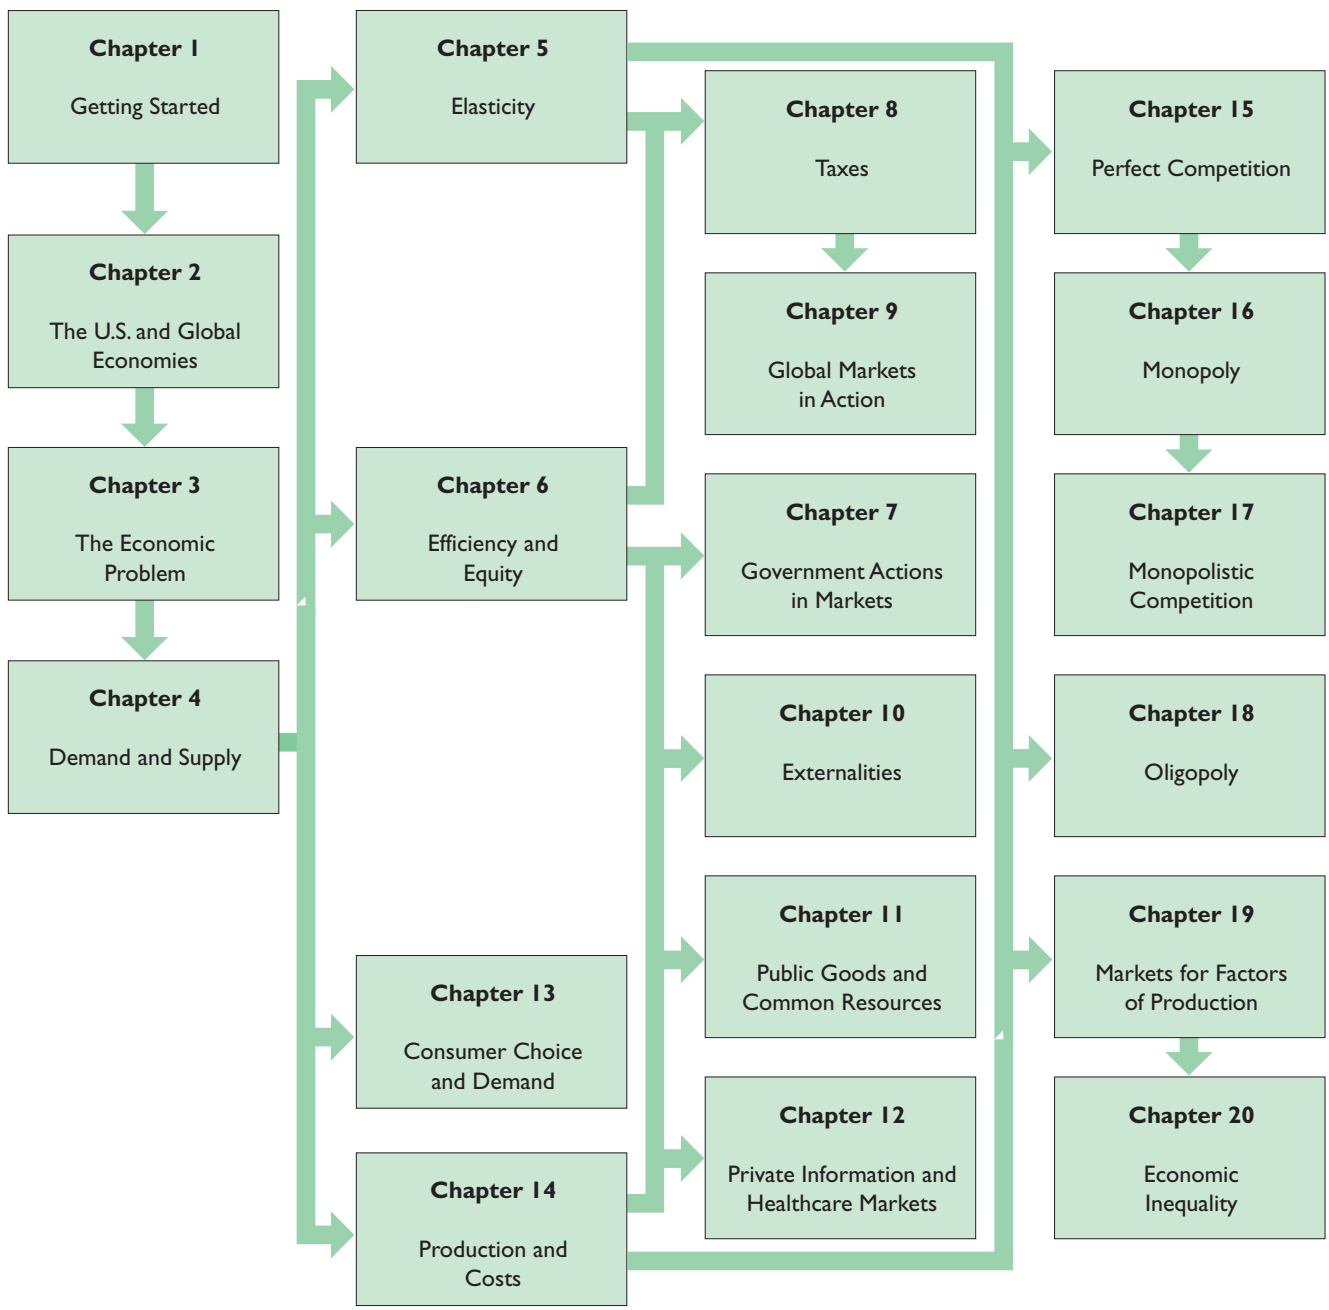 Chapter 1
Getting Started
Chapter 2
The U.S. and Global
Economies
Chapter 3
The Economic
Problem
Chapter 4
Demand and Supply
Chapter 5
Elasticity
Chapter 6
Efficiency and
Equity
Chapter 13
Consumer Choice
and Demand
Chapter 14
Production and
Costs
Chapter 8
Taxes
Chapter 9
Global Markets
in Action
Chapter 7
Government Actions
in Markets
Chapter 10
Externalities
Chapter 11
Public Goods and
Common Resources
Chapter 12
Private Information and
Healthcare Markets
Chapter 15
Perfect Competition
Chapter 16
Monopoly
Chapter 17
Monopolistic
Competition
Chapter 18
Oligopoly
Chapter 19
Markets for Factors
of Production
Chapter 20
Economic
Inequality